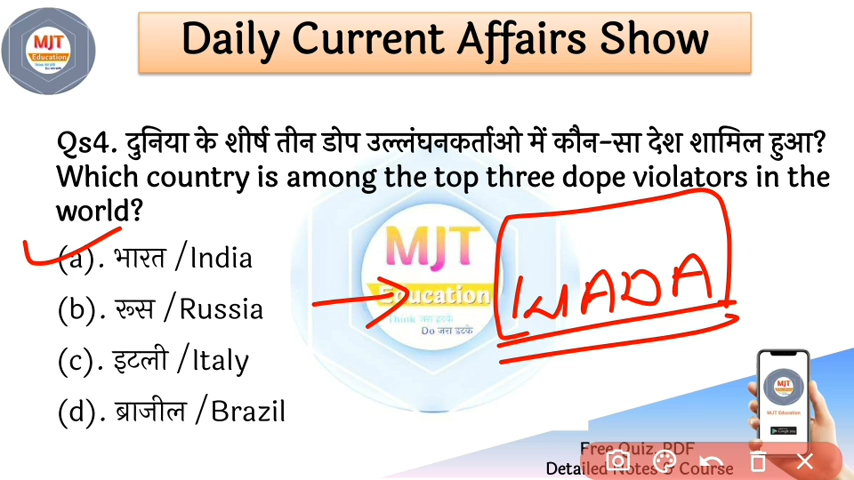 MJT
Education
Daily Current Affairs Show
Qs4. दुनिया के शीर्ष तीन डोप उल्लंघनकर्ताओ में कौन-सा देश शामिल हुआ?
Which country is among the top three dope violators in the
world?
(a). भारत /India
(b). रूस /Russia
(c). इटली /Italy
(d). ब्राजील /Brazil
MJT
Education
Think जरा हटके
Do जरा हटके
WADA
MJT Education
Free Quiz, PDF
Detailed Notes & Course